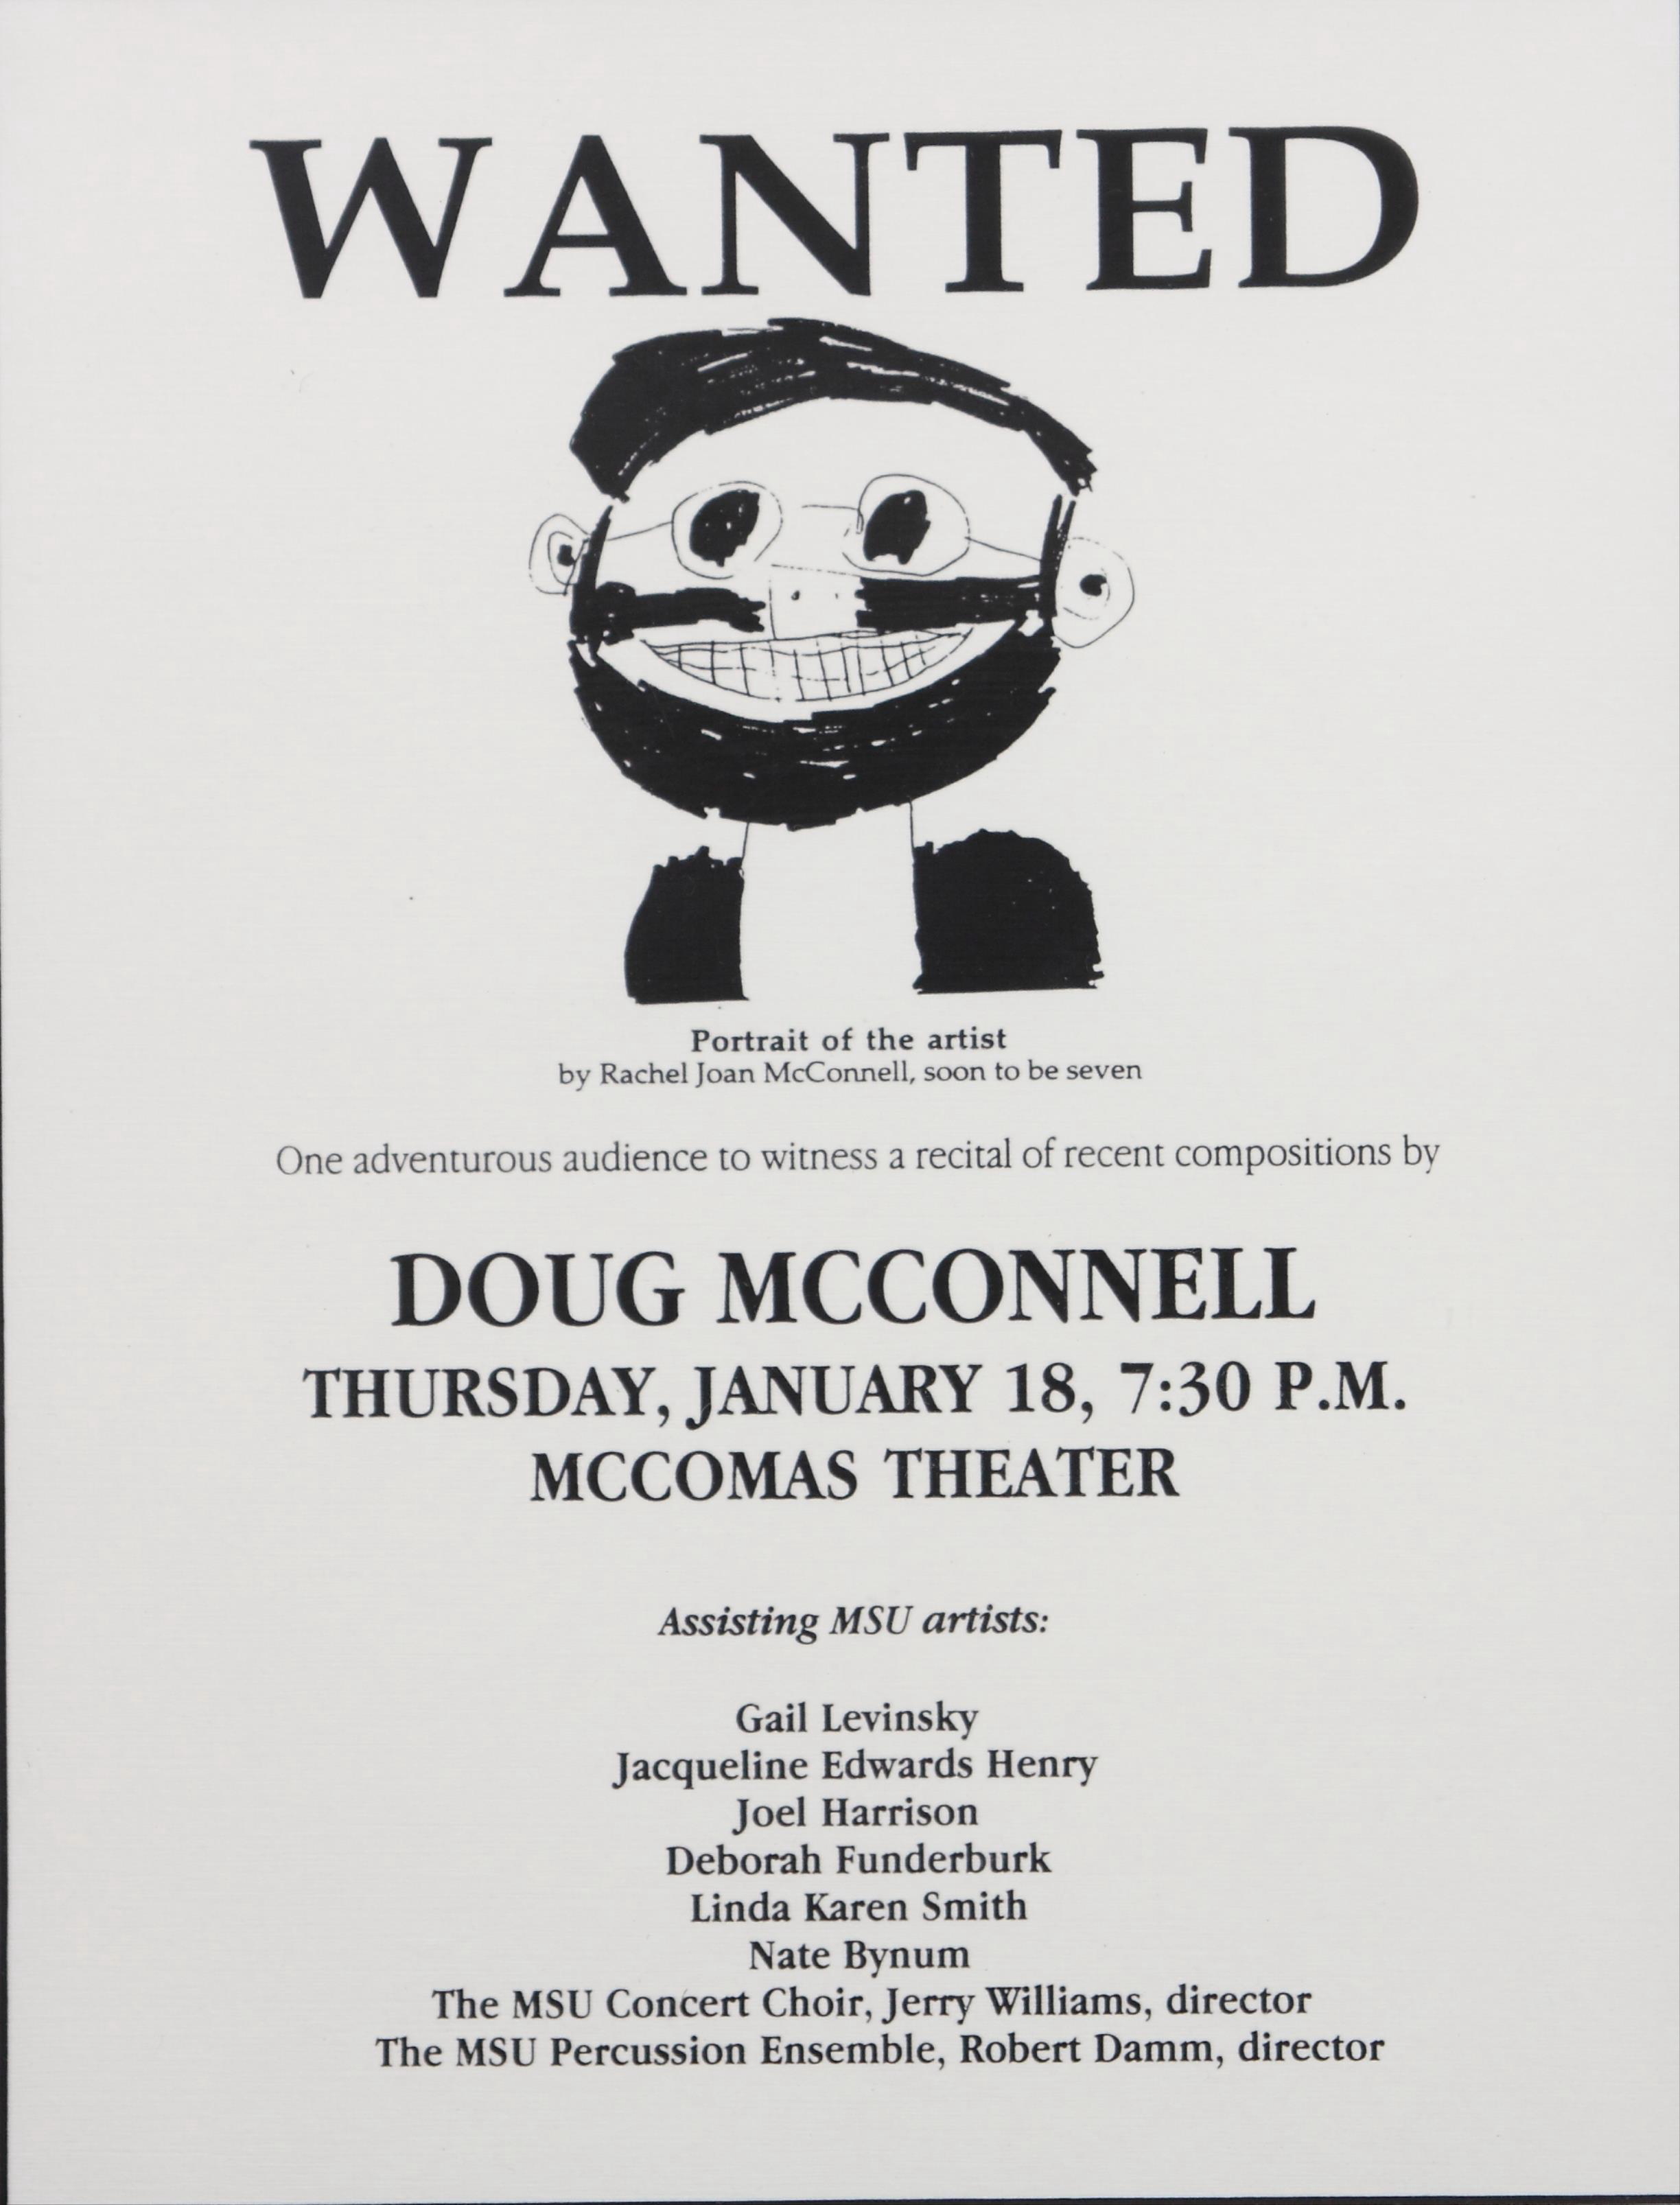 WANTED
Portrait of the artist
by Rachel Joan McConnell, soon to be seven
One adventurous audience to witness a recital of recent compositions by
DOUG MCCONNELL
THURSDAY, JANUARY 18, 7:30 P.M.
MCCOMAS THEATER
Assisting MSU artists:
Gail Levinsky
Jacqueline Edwards Henry
Joel Harrison
Deborah Funderburk
Linda Karen Smith
Nate Bynum
The MSU Concert Choir, Jerry Williams, director
The MSU Percussion Ensemble, Robert Damm, director